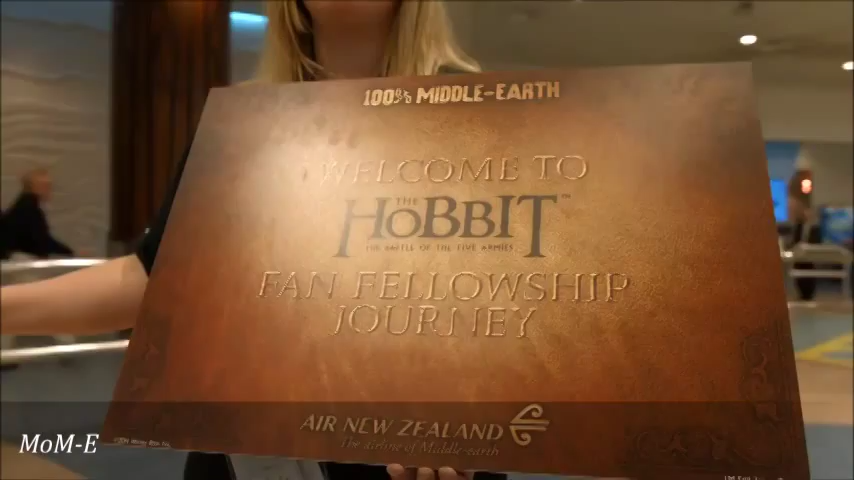 100% MIDDLE-EARTH
WELCOME TO
THE
HOBBIT™
THE BATTLE OF THE FIVE ARMIES
FAN FELLOWSHIP
JOURNEY
AIR NEW ZEALAND
The airline of Middle-earth
MoM-E